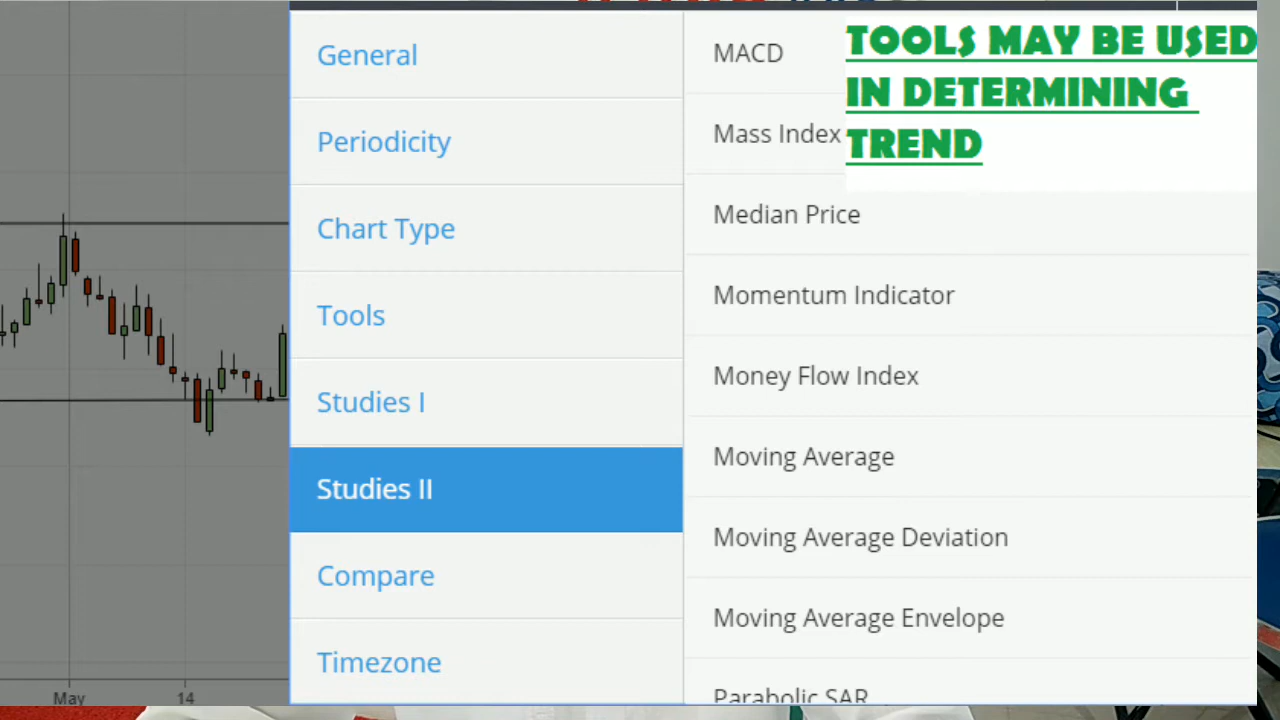 General
Periodicity
Chart Type
Tools
Studies I
Studies II
Compare
Timezone
MACD
Mass Index
Median Price
Momentum Indicator
Money Flow Index
Moving Average
Moving Average Deviation
Moving Average Envelope
Parabolic SAR
TOOLS MAY BE USED
IN DETERMINING
TREND
May
14